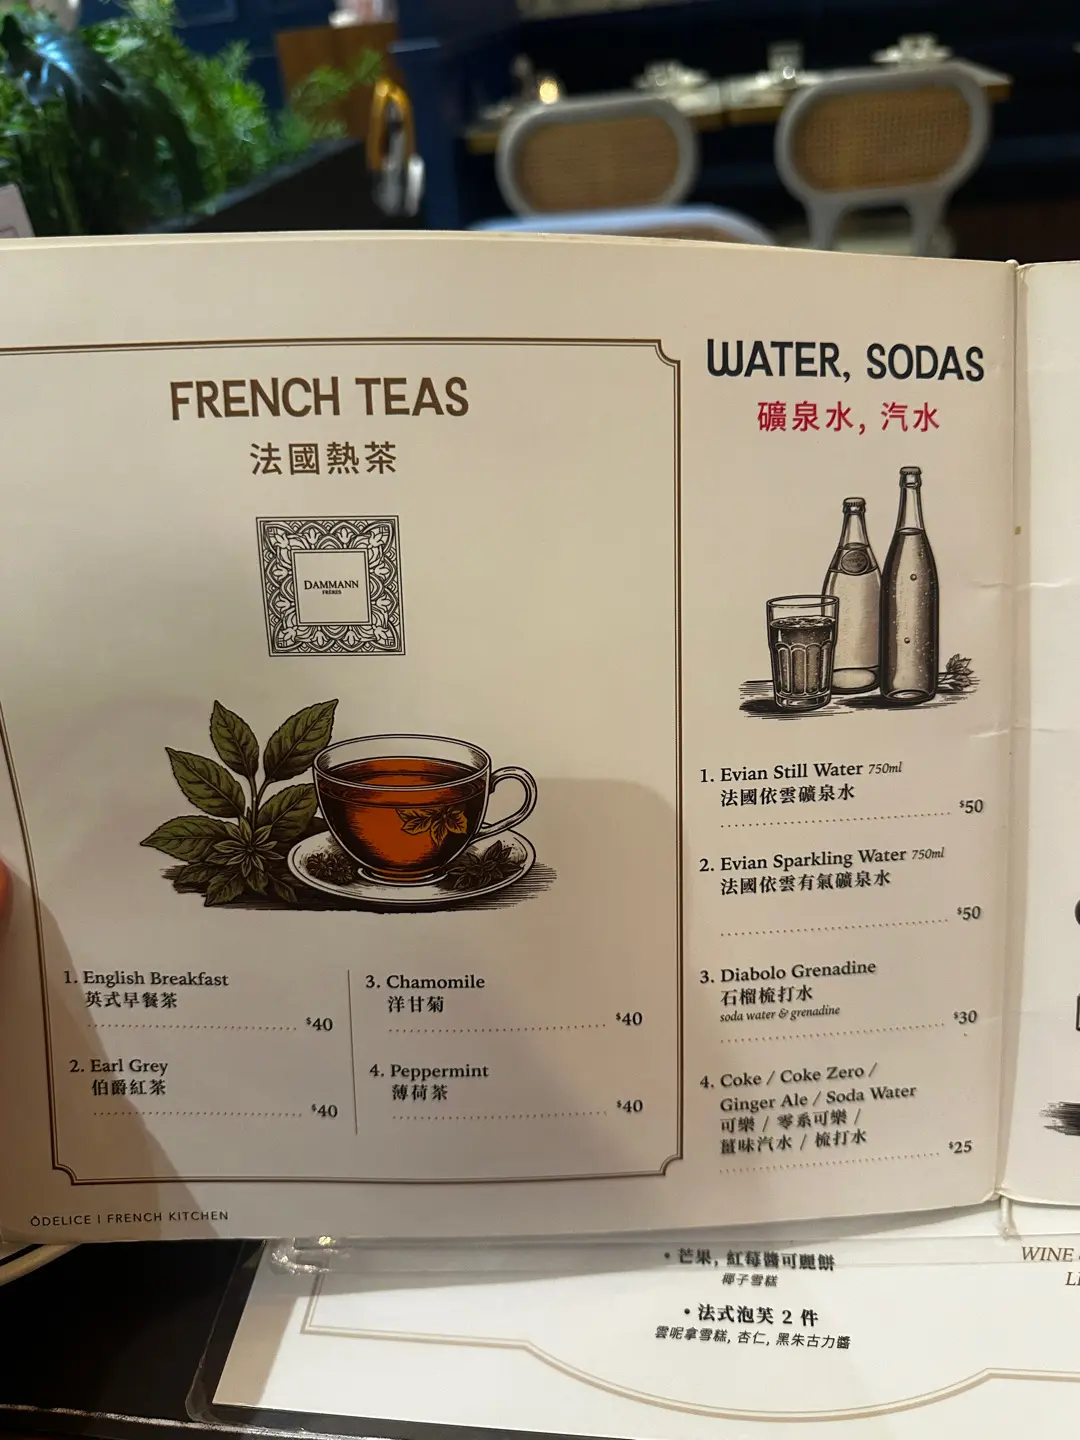 FRENCH TEAS
法國熱茶
DAMMANN
FRÈRES
1. English Breakfast
英式早餐茶
$40
2. Earl Grey
伯爵紅茶
$40
3. Chamomile
洋甘菊
$40
4. Peppermint
薄荷茶
$40
ÔDELICE | FRENCH KITCHEN
WATER, SODAS
礦泉水, 汽水
1. Evian Still Water 750ml
法國依雲礦泉水
$50
2. Evian Sparkling Water 750ml
法國依雲有氣礦泉水
$50
3. Diabolo Grenadine
石榴梳打水
soda water & grenadine
$30
4. Coke / Coke Zero /
Ginger Ale / Soda Water
可樂 / 零系可樂 /
薑味汽水 / 梳打水
$25
• 芒果, 紅莓醬可麗餅
椰子雪糕
• 法式泡芙 2 件
雲呢拿雪糕, 杏仁, 黑朱古力醬
WINE